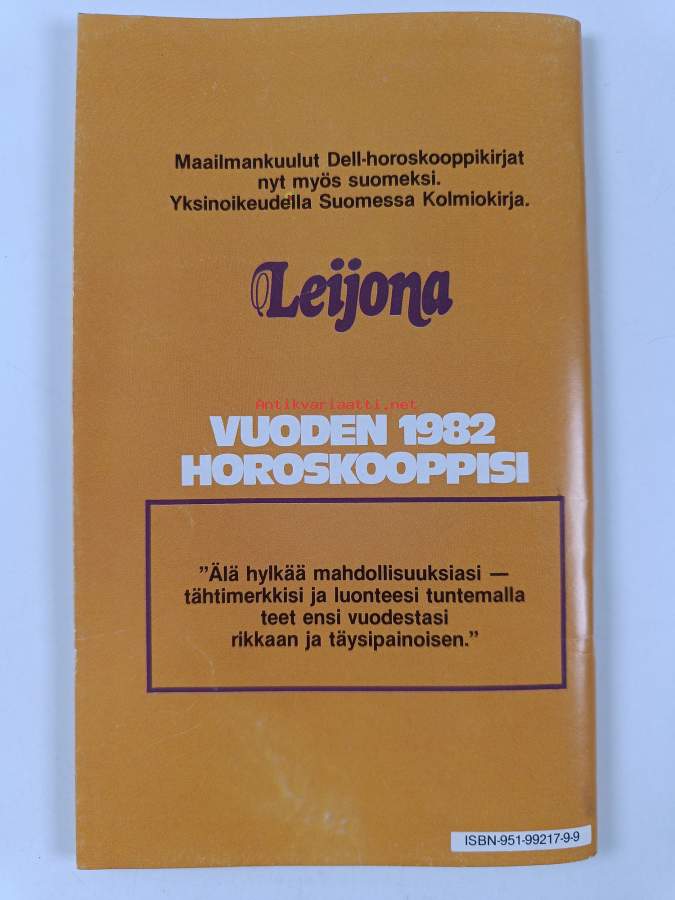 Maailmankuulut Dell-horoskooppikirjat
nyt myös suomeksi.
Yksinoikeudella Suomessa Kolmiokirja.
Leijona
Antikvariaatti.net
VUODEN 1982
HOROSKOOPPISI
”Älä hylkää mahdollisuuksiasi —
tähtimerkkisi ja luonteesi tuntemalla
teet ensi vuodestasi
rikkaan ja täysipainoisen.”
ISBN-951-99217-9-9